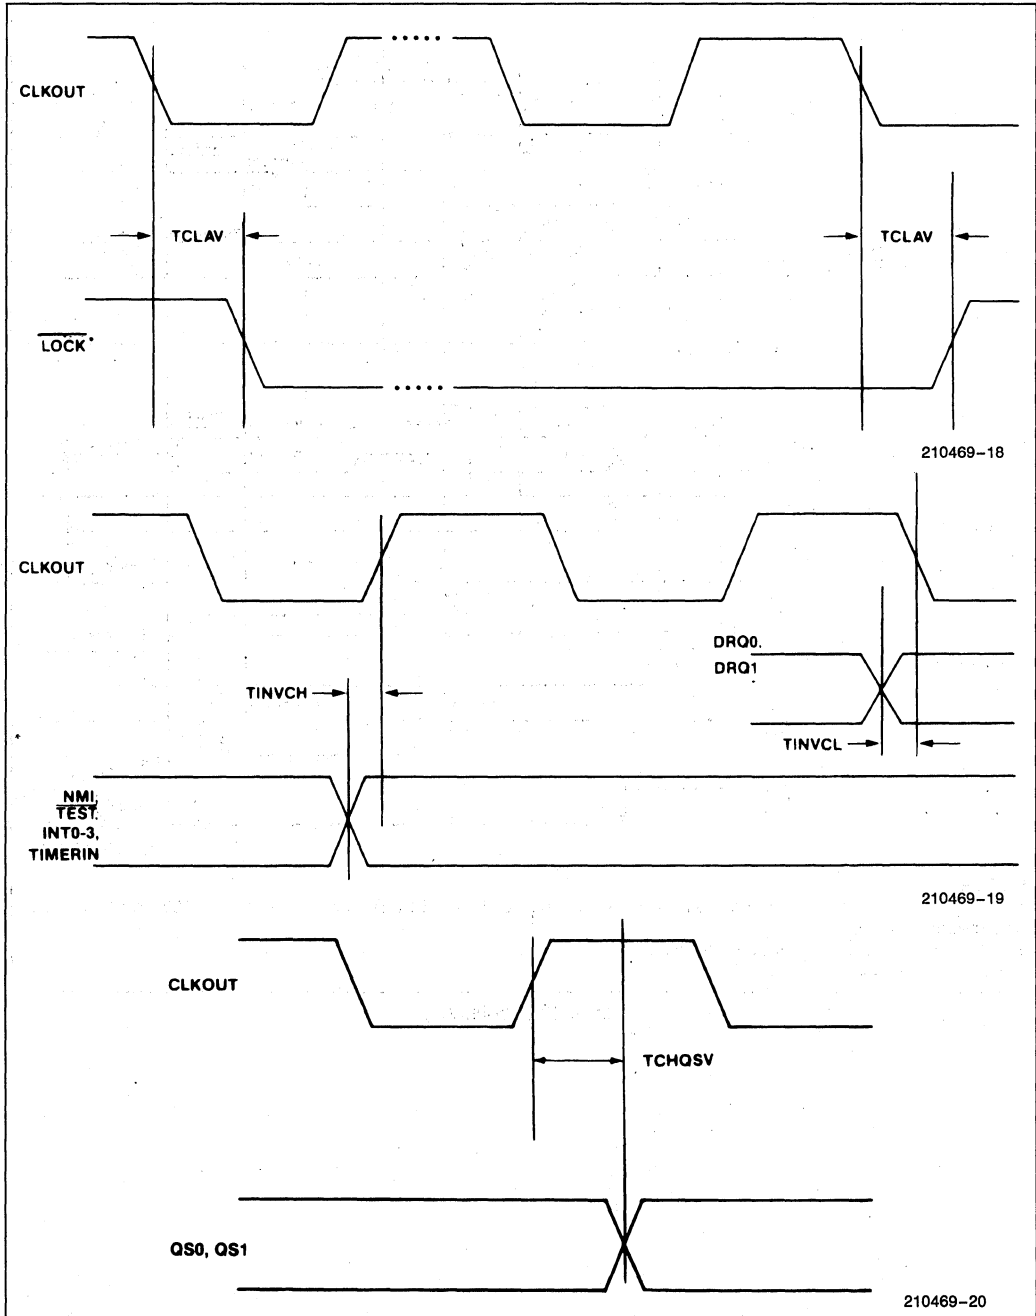 CLKOUT
TCLAV
TCLAV
LOCK
210469-18
CLKOUT
DRQ0,
DRQ1
TINVCH
TINVCL
NMI,
TEST,
INT0-3,
TIMERIN
210469-19
CLKOUT
TCHQSV
QS0, QS1
210469-20